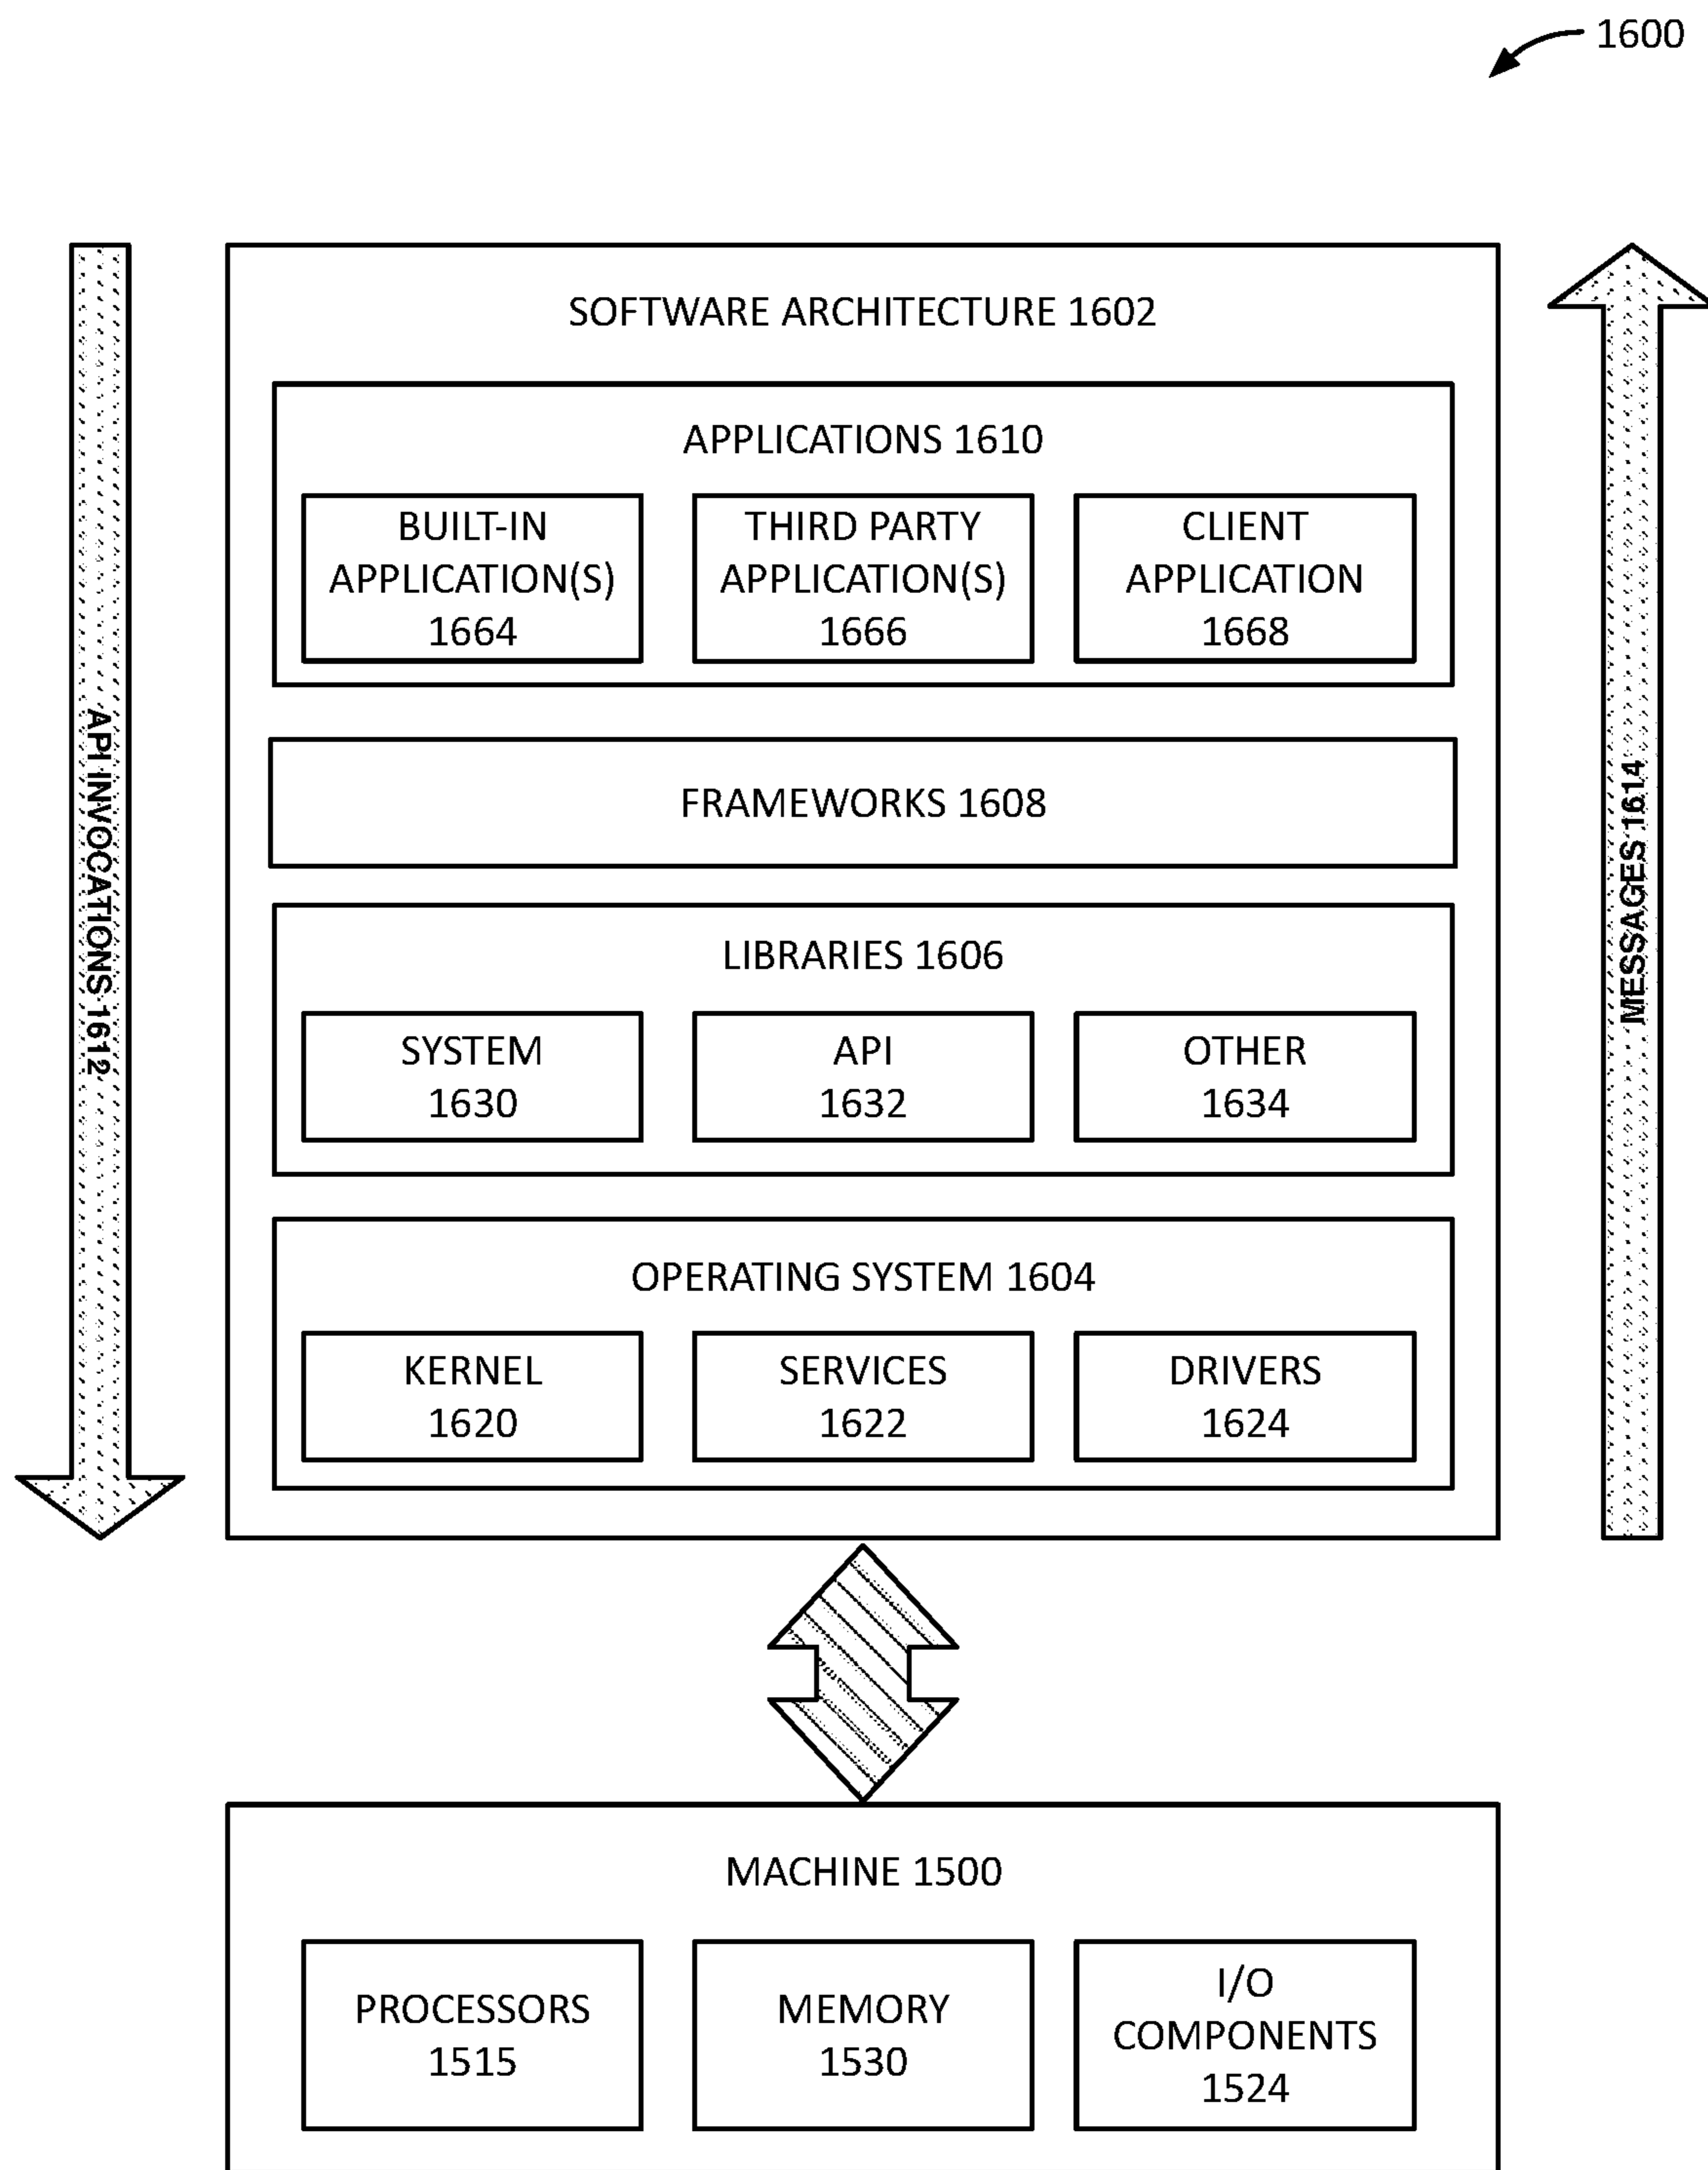 1600
SOFTWARE ARCHITECTURE 1602
APPLICATIONS 1610
BUILT-IN
APPLICATION(S)
1664
THIRD PARTY
APPLICATION(S)
1666
CLIENT
APPLICATION
1668
API INVOCATIONS 1612
MESSAGES 1614
FRAMEWORKS 1608
LIBRARIES 1606
SYSTEM
1630
API
1632
OTHER
1634
OPERATING SYSTEM 1604
KERNEL
1620
SERVICES
1622
DRIVERS
1624
MACHINE 1500
PROCESSORS
1515
MEMORY
1530
I/O
COMPONENTS
1524